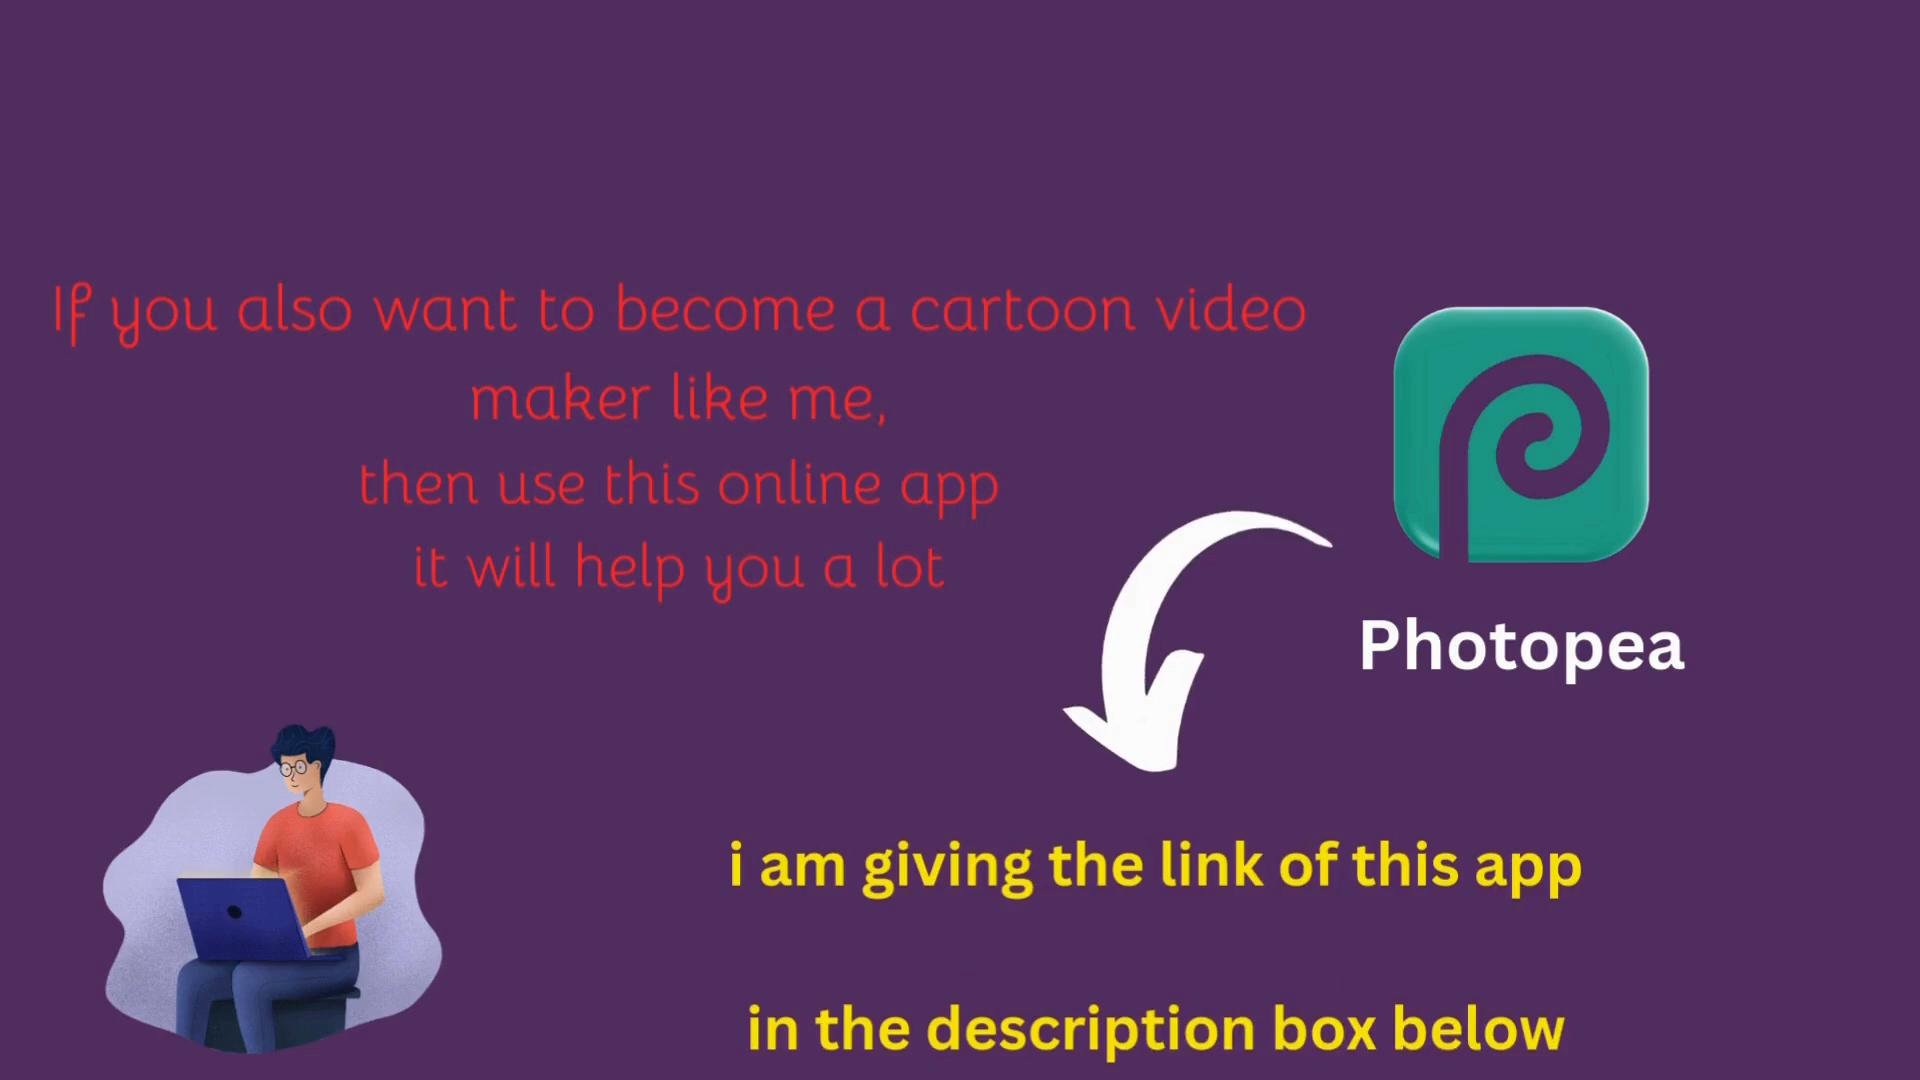 If you also want to become a cartoon video
maker like me,
then use this online app
it will help you a lot
Photopea
i am giving the link of this app
in the description box below